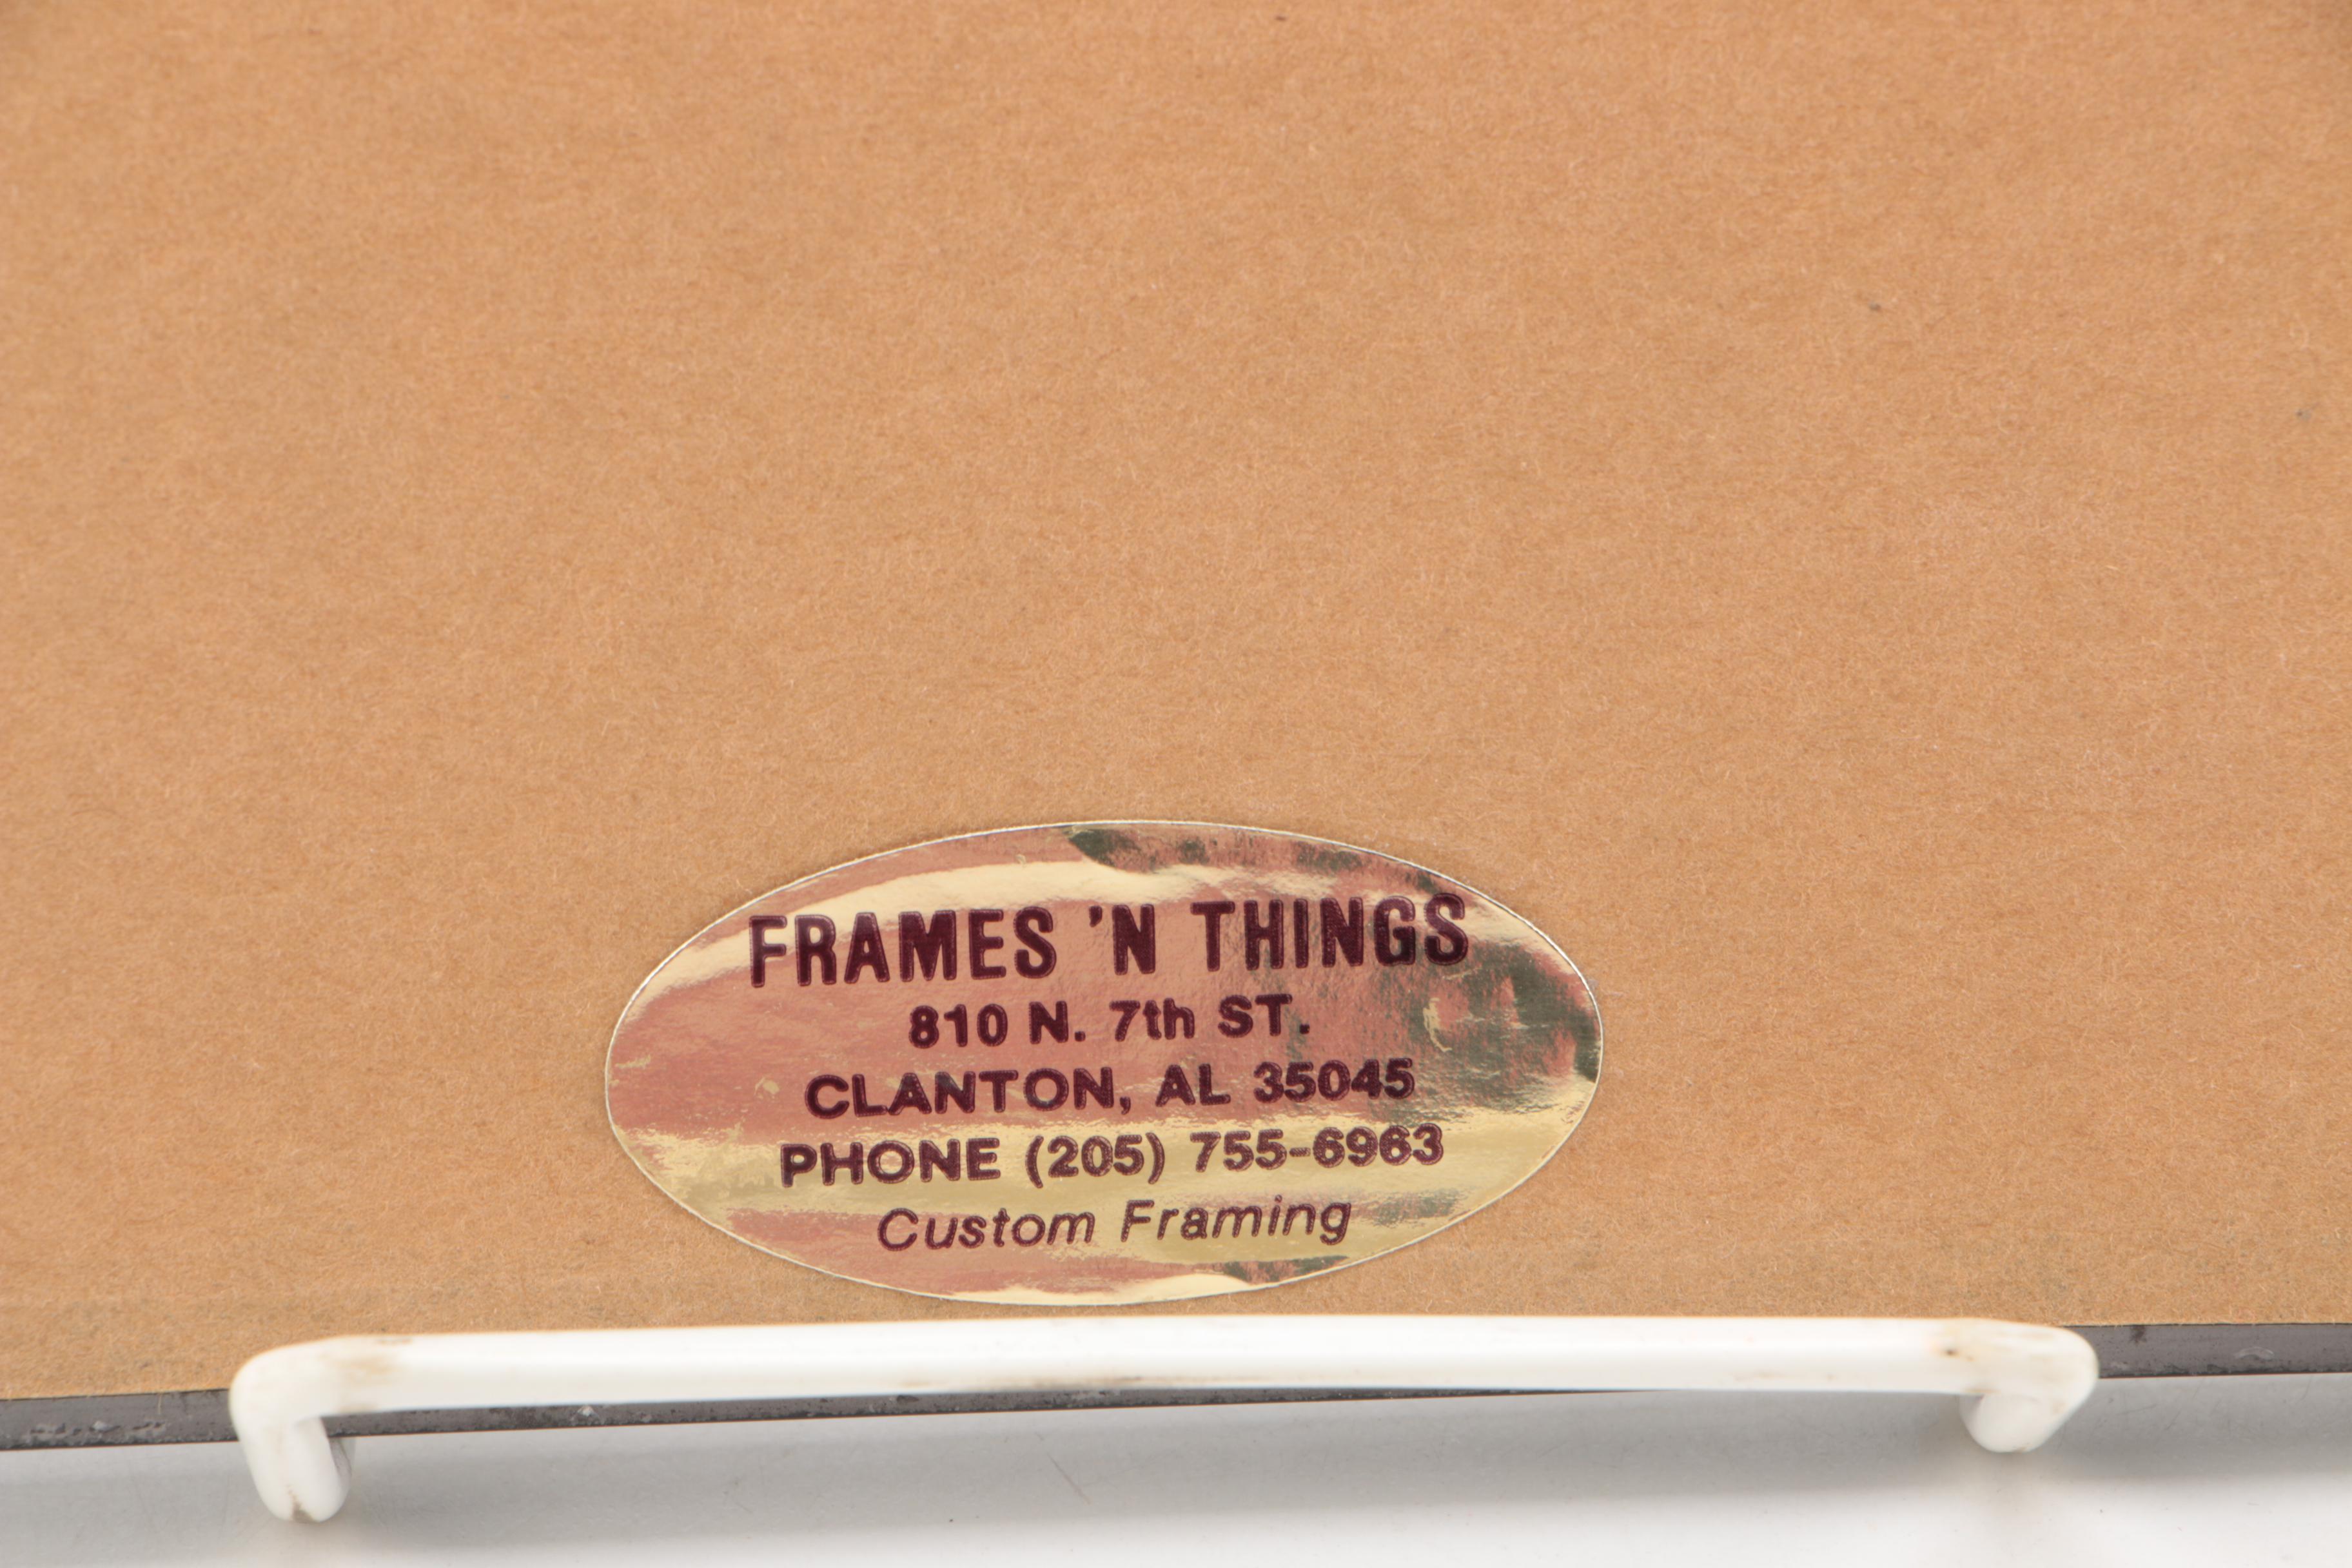 FRAMES 'N THINGS
810 N. 7th ST.
CLANTON, AL 35045
PHONE (205) 755-6963
Custom Framing